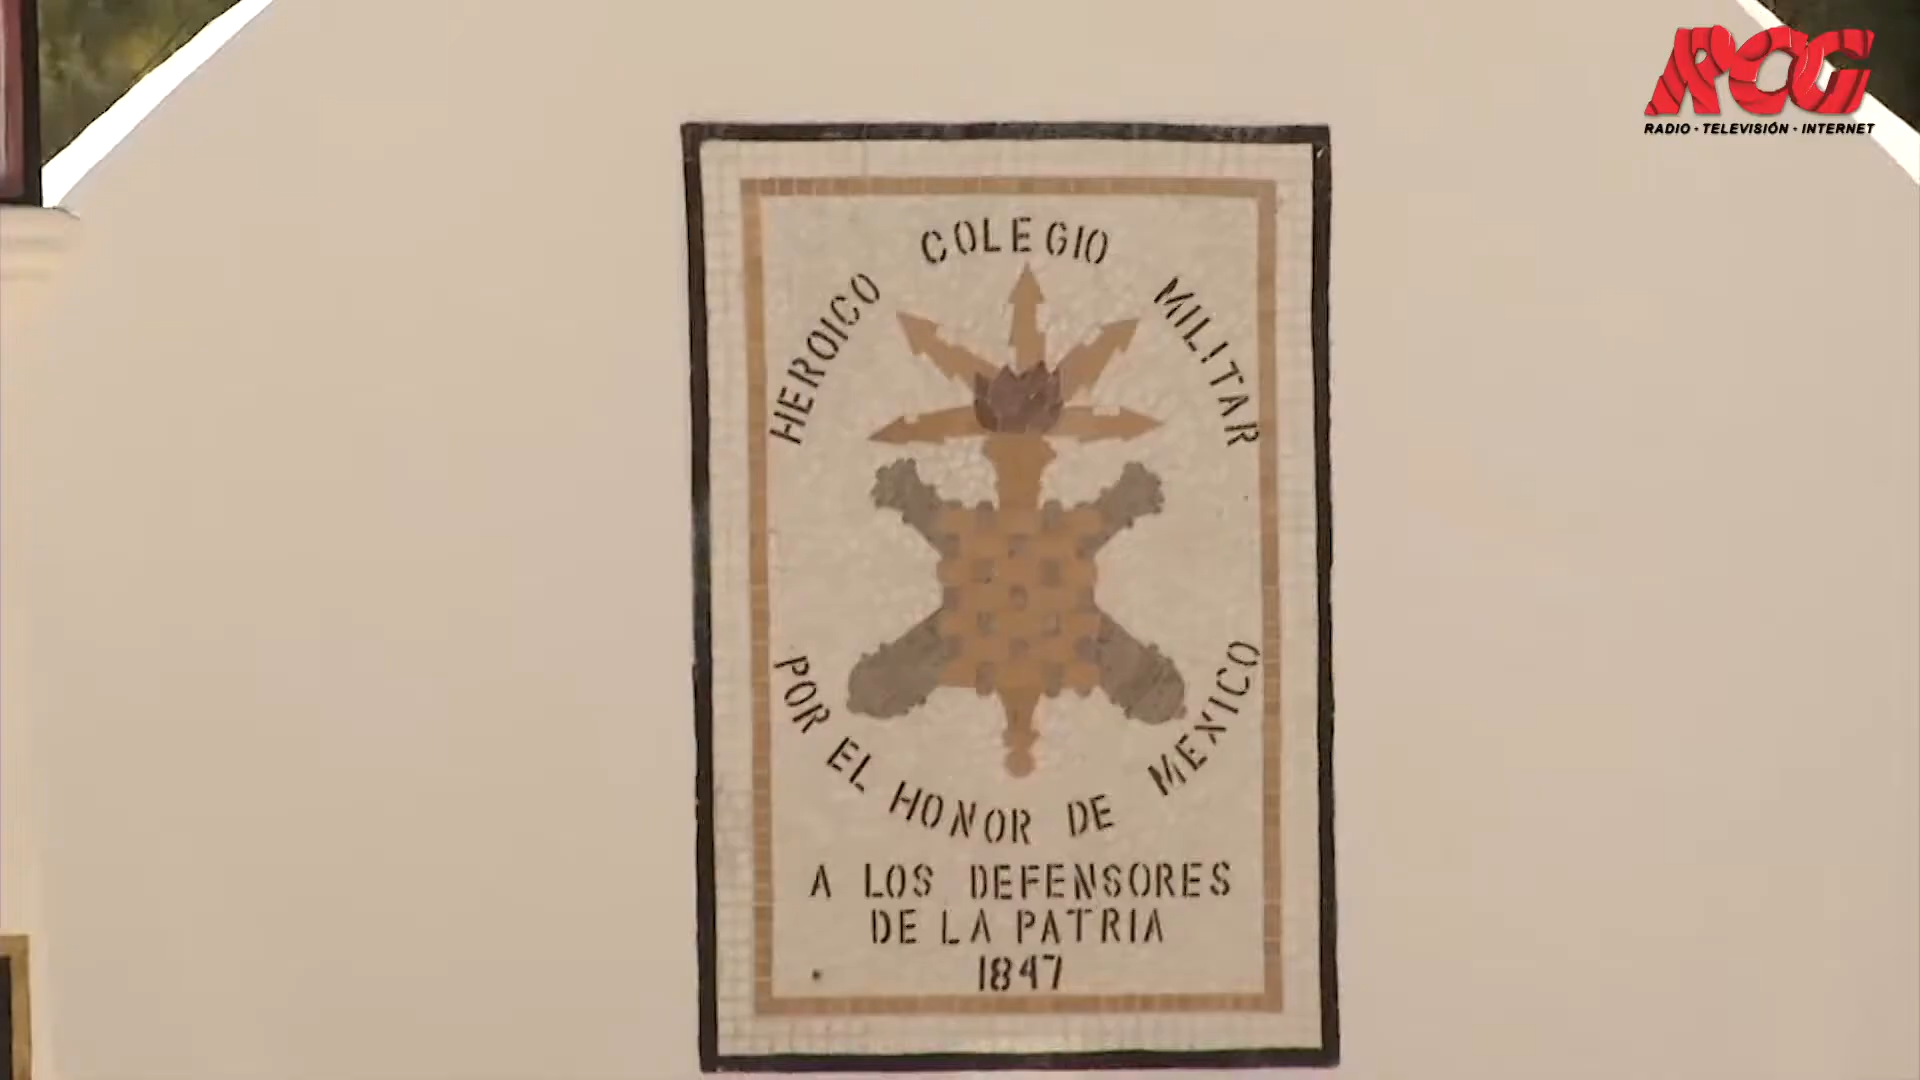 RCG
RADIO - TELEVISIÓN - INTERNET
HEROICO COLEGIO MILITAR
POR EL HONOR DE MEXICO
A LOS DEFENSORES
DE LA PATRIA
1847